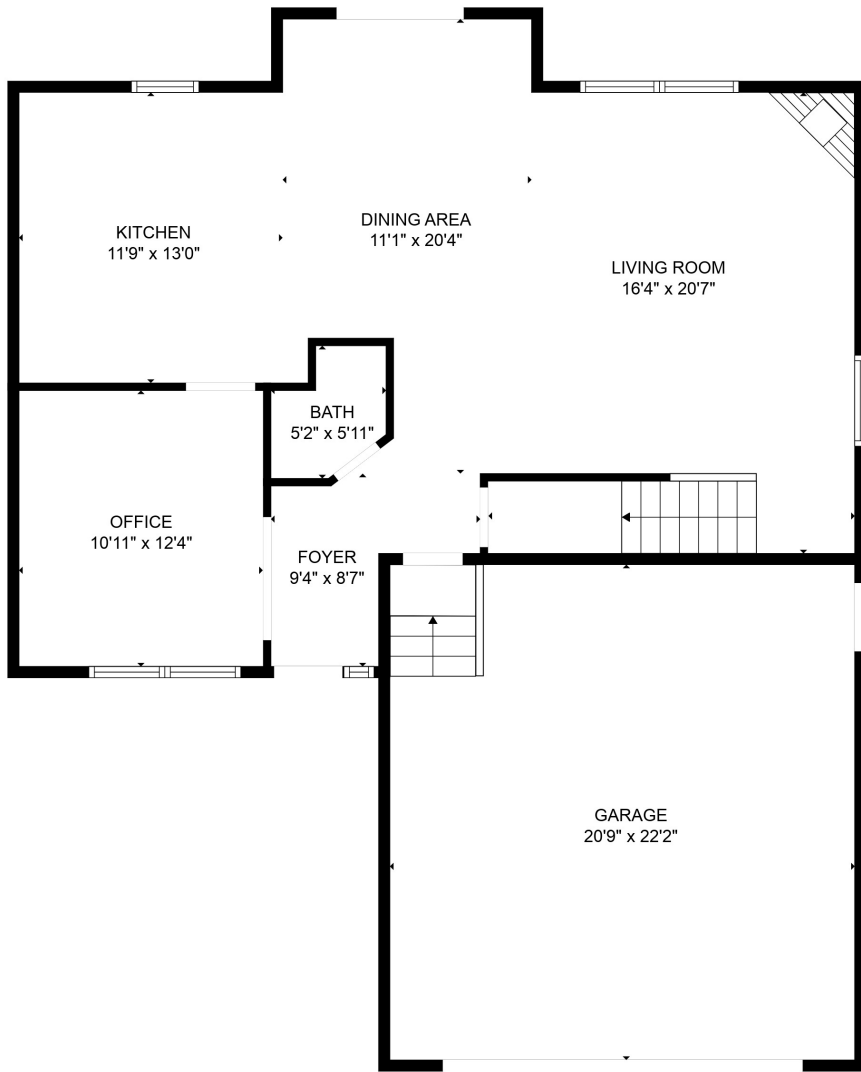 KITCHEN
11'9" x 13'0"
DINING AREA
11'1" x 20'4"
LIVING ROOM
16'4" x 20'7"
BATH
5'2" x 5'11"
OFFICE
10'11" x 12'4"
FOYER
9'4" x 8'7"
GARAGE
20'9" x 22'2"